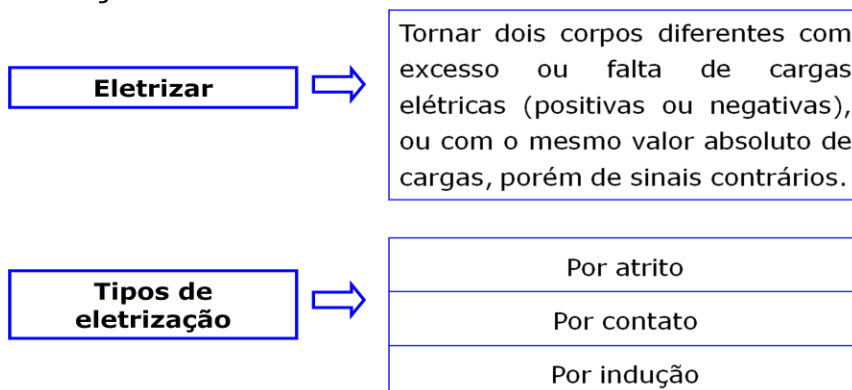 Eletrizar
Tornar dois corpos diferentes com
excesso ou falta de cargas
elétricas (positivas ou negativas),
ou com o mesmo valor absoluto de
cargas, porém de sinais contrários.
Tipos de
eletrização
Por atrito
Por contato
Por indução